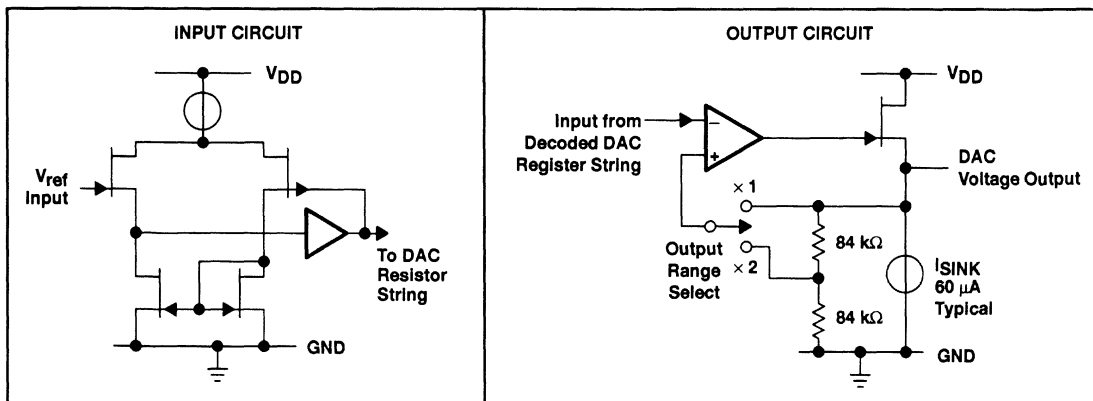 INPUT CIRCUIT
VDD
Vref
Input
To DAC
Resistor
String
GND
OUTPUT CIRCUIT
VDD
Input from
Decoded DAC
Register String
−
+
DAC
Voltage Output
× 1
Output
Range
Select
× 2
84 kΩ
84 kΩ
ISINK
60 μA
Typical
GND